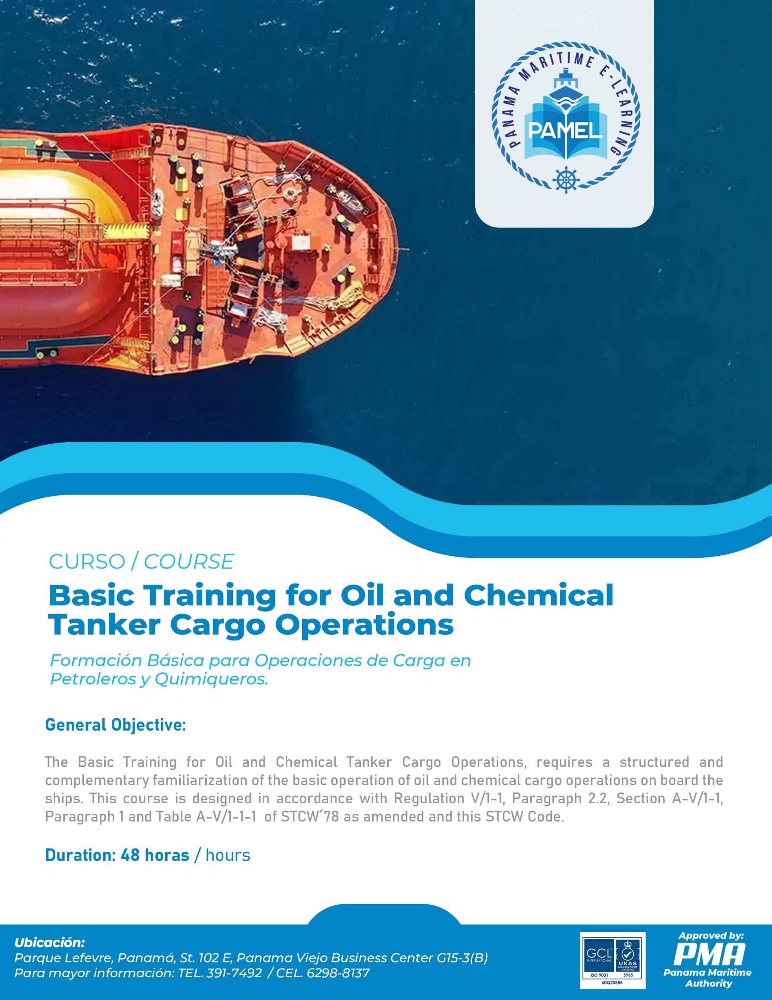 PANAMA MARITIME E-LEARNING
PAMEL
CURSO / COURSE
Basic Training for Oil and Chemical
Tanker Cargo Operations
Formación Básica para Operaciones de Carga en
Petroleros y Quimiqueros.
General Objective:
The Basic Training for Oil and Chemical Tanker Cargo Operations, requires a structured and
complementary familiarization of the basic operation of oil and chemical cargo operations on board the
ships. This course is designed in accordance with Regulation V/1-1, Paragraph 2.2, Section A-V/1-1,
Paragraph 1 and Table A-V/1-1-1 of STCW´78 as amended and this STCW Code.
Duration: 48 horas / hours
Ubicación:
Parque Lefevre, Panamá, St. 102 E, Panama Viejo Business Center G15-3(B)
Para mayor información: TEL. 391-7492 / CEL. 6298-8137
GCL
INTERNATIONAL
UKAS
MANAGEMENT
SYSTEMS
ISO 9001 5965
60Q20885
Approved by:
PMA
Panama Maritime
Authority